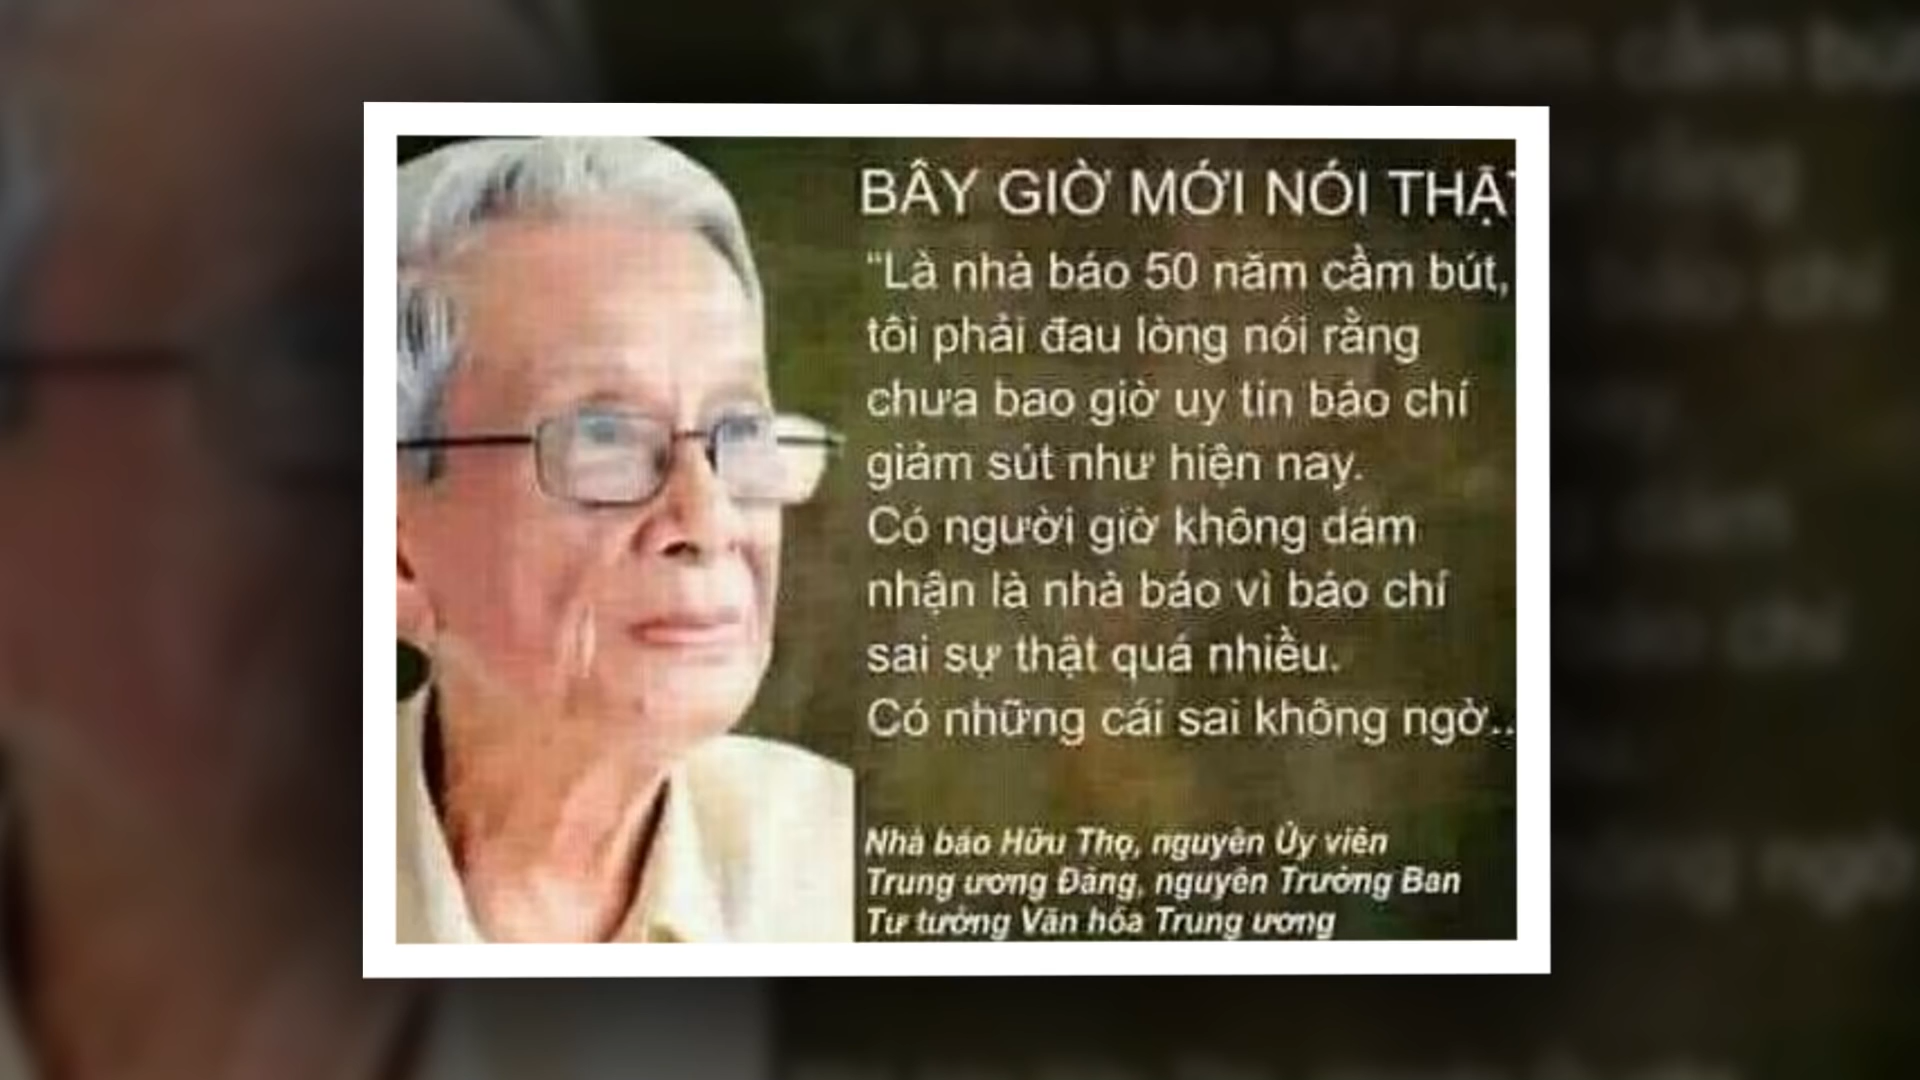 BÂY GIỜ MỚI NÓI THẬT
“Là nhà báo 50 năm cầm bút,
tôi phải đau lòng nói rằng
chưa bao giờ uy tín báo chí
giảm sút như hiện nay.
Có người giờ không dám
nhận là nhà báo vì báo chí
sai sự thật quá nhiều.
Có những cái sai không ngờ..
Nhà báo Hữu Thọ, nguyên Ủy viên
Trung ương Đảng, nguyên Trưởng Ban
Tư tưởng Văn hóa Trung ương